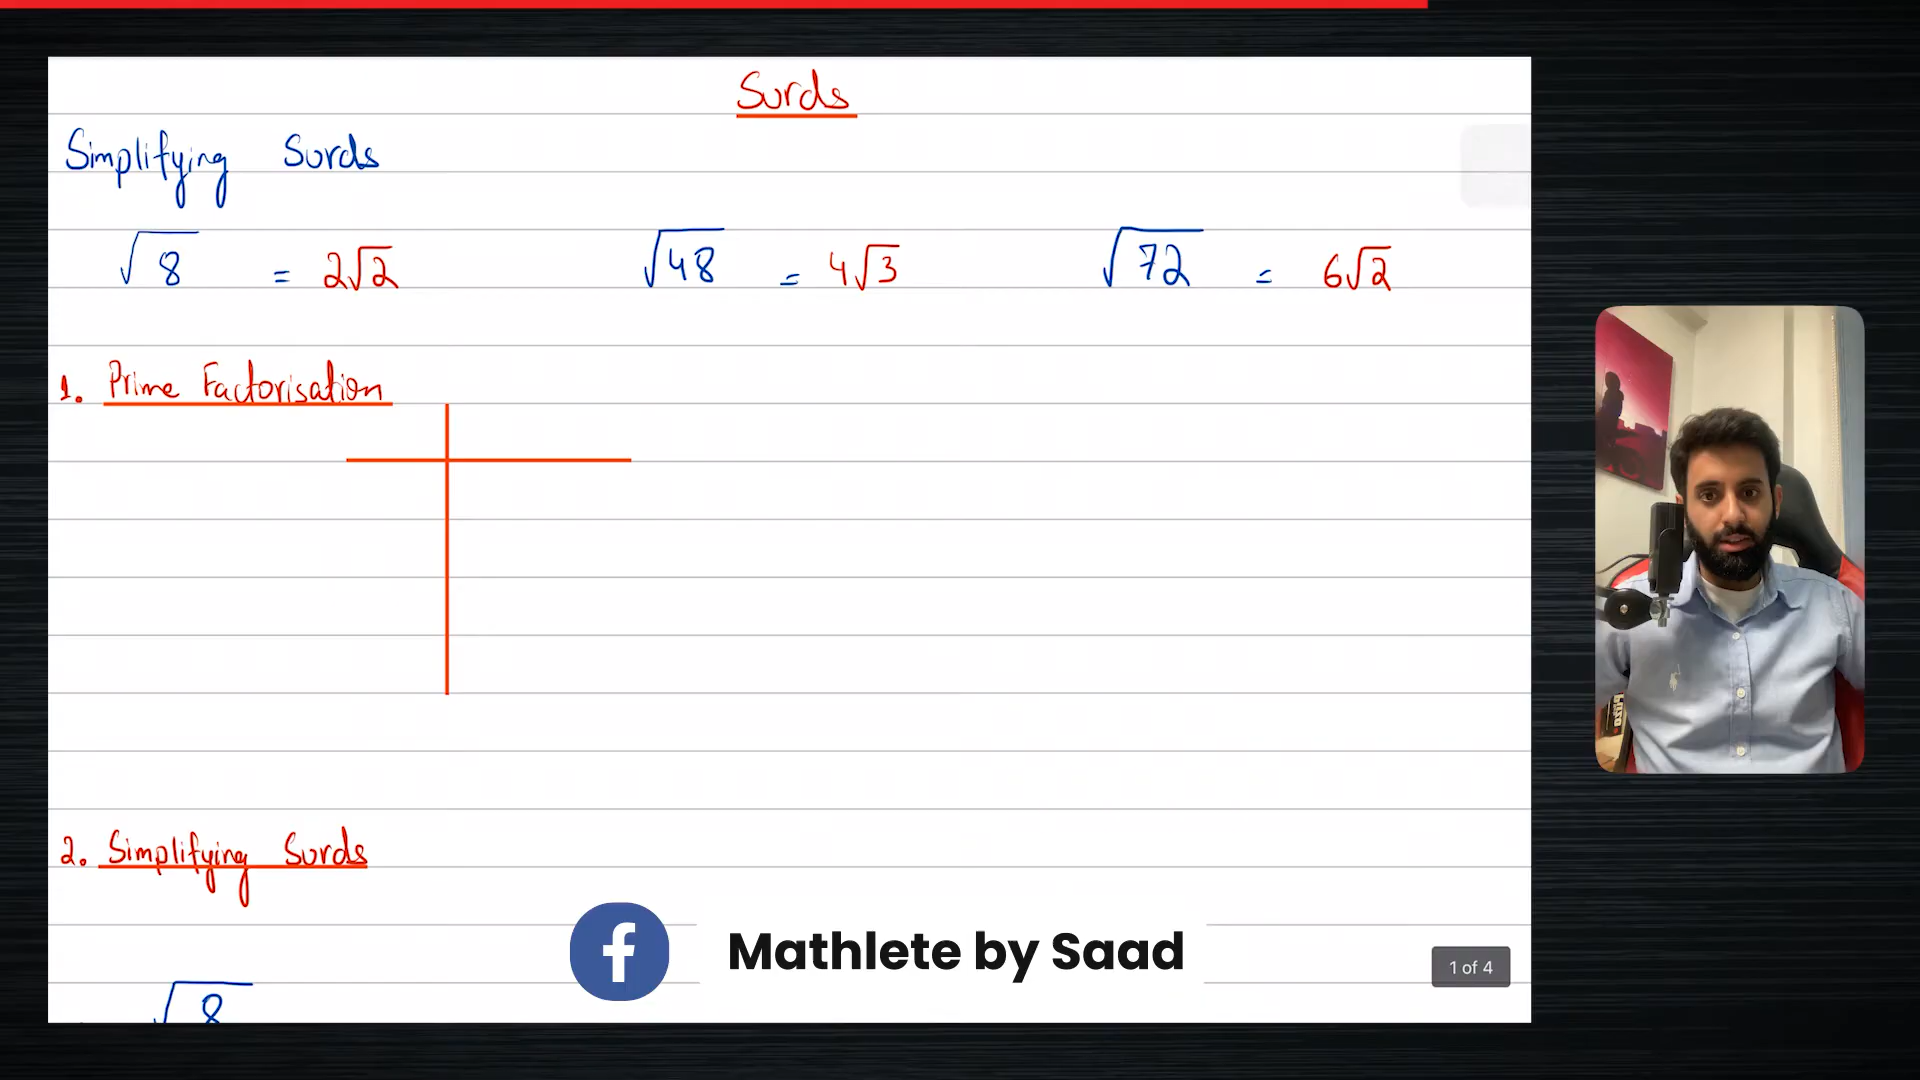 Surds
Simplifying Surds
√8 = 2√2 √48 = 4√3 √72 = 6√2
1. Prime Factorisation
2. Simplifying Surds
f Mathlete by Saad
1 of 4
√8